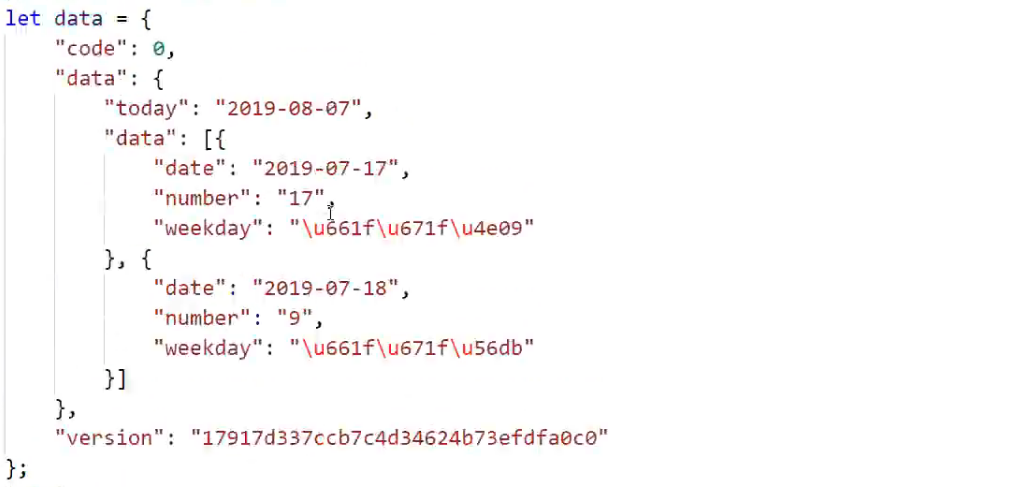 let data = {
    "code": 0,
    "data": {
        "today": "2019-08-07",
        "data": [{
            "date": "2019-07-17",
            "number": "17",
            "weekday": "\u661f\u671f\u4e09"
        }, {
            "date": "2019-07-18",
            "number": "9",
            "weekday": "\u661f\u671f\u56db"
        }]
    },
    "version": "17917d337ccb7c4d34624b73efdfa0c0"
};